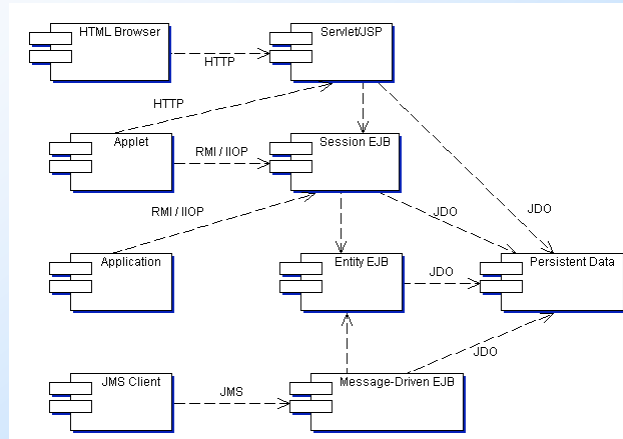 HTML Browser
Servlet/JSP
HTTP
HTTP
Applet
RMI / IIOP
Session EJB
RMI / IIOP
JDO
JDO
Application
Entity EJB
JDO
Persistent Data
JDO
JMS Client
JMS
Message-Driven EJB